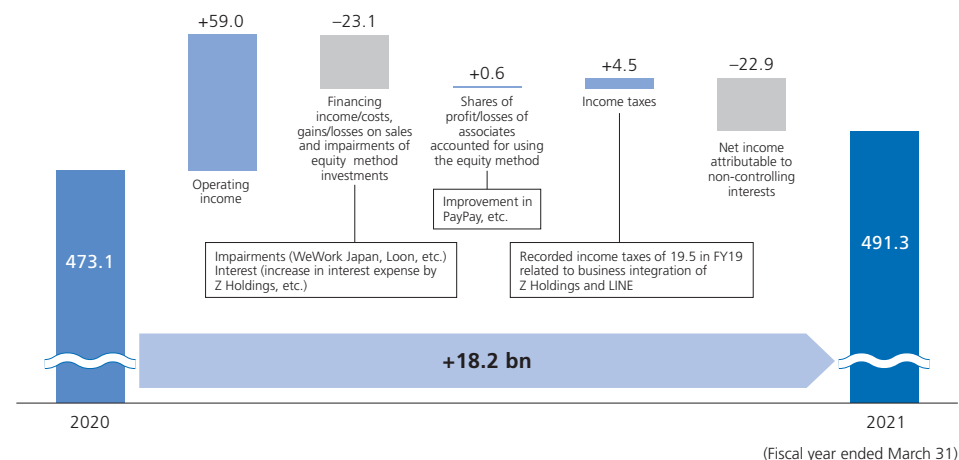 +59.0
−23.1
+0.6
+4.5
−22.9
Operating
income
Financing
income/costs,
gains/losses on sales
and impairments of
equity method
investments
Shares of
profit/losses of
associates
accounted for using
the equity method
Income taxes
Net income
attributable to
non-controlling
interests
Improvement in
PayPay, etc.
Impairments (WeWork Japan, Loon, etc.)
Interest (increase in interest expense by
Z Holdings, etc.)
Recorded income taxes of 19.5 in FY19
related to business integration of
Z Holdings and LINE
473.1
491.3
+18.2 bn
2020
2021
(Fiscal year ended March 31)